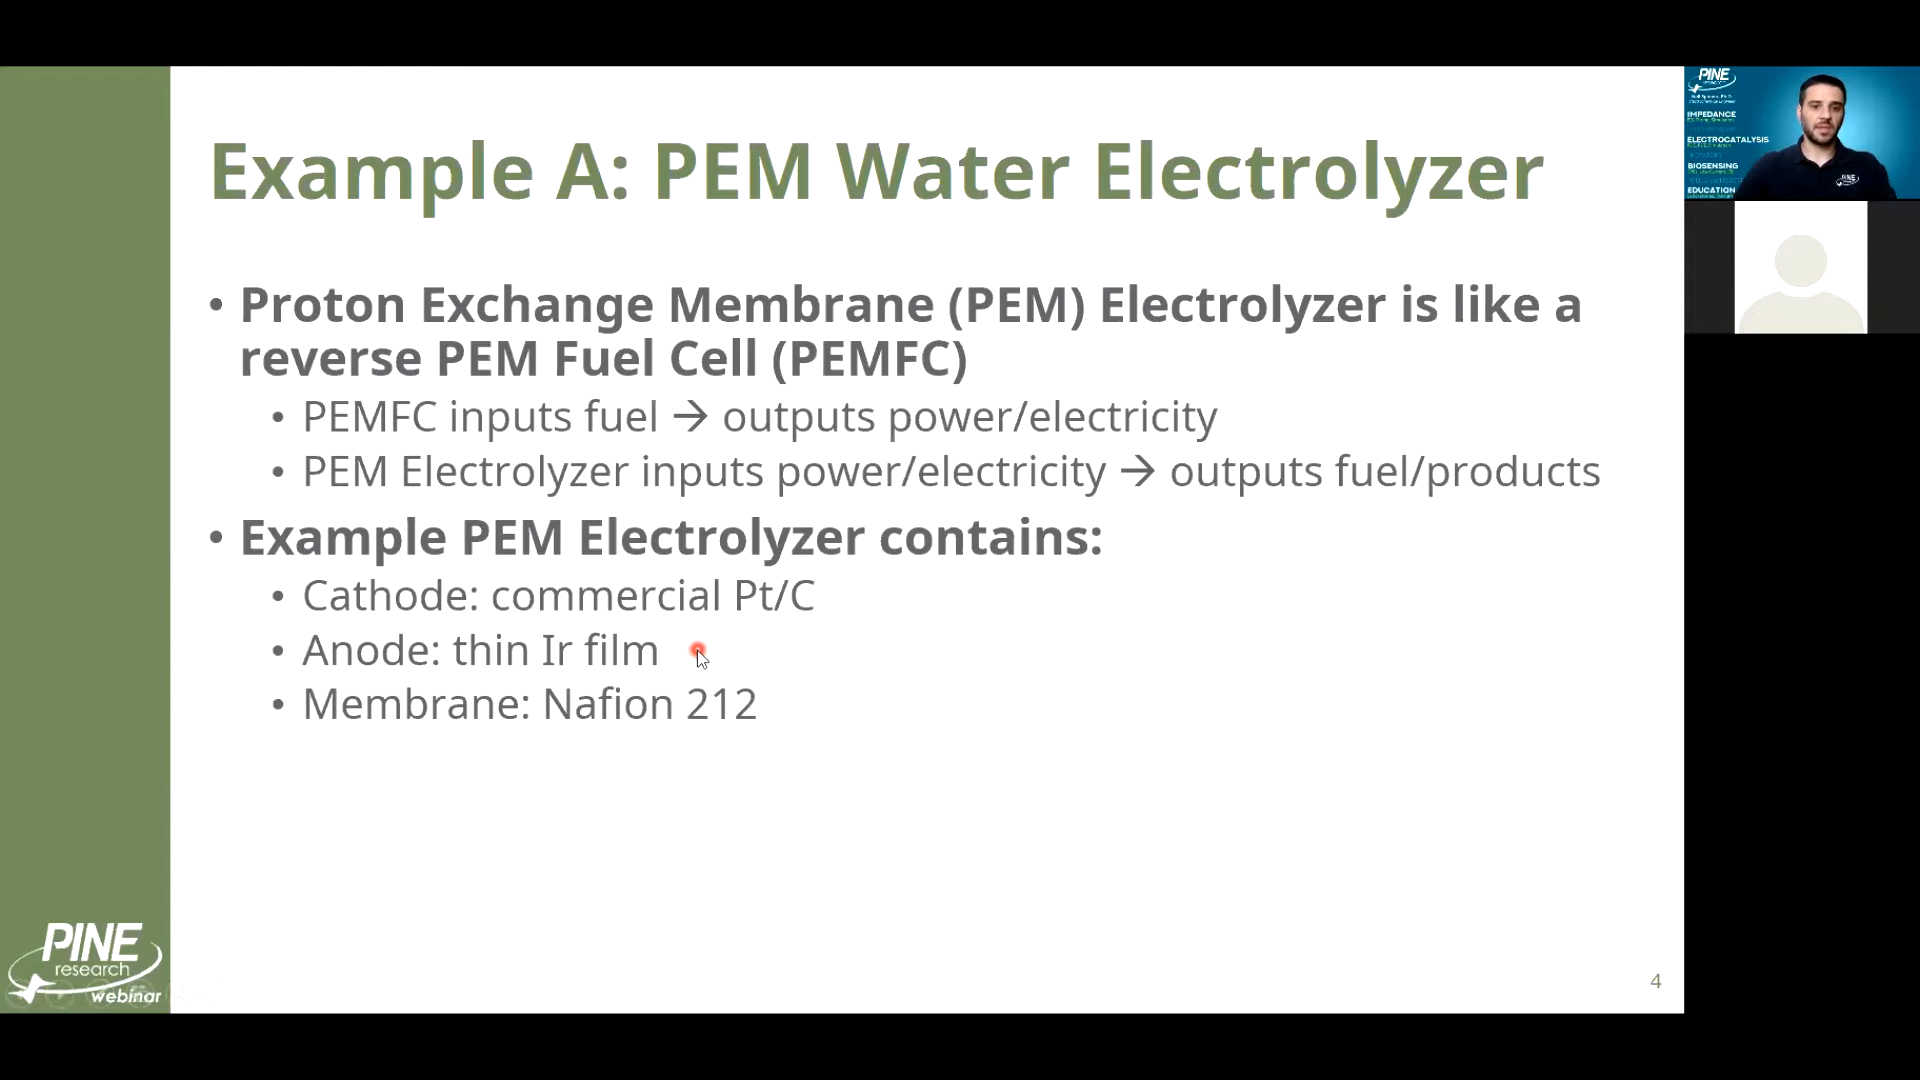 Example A: PEM Water Electrolyzer
• Proton Exchange Membrane (PEM) Electrolyzer is like a
reverse PEM Fuel Cell (PEMFC)
• PEMFC inputs fuel → outputs power/electricity
• PEM Electrolyzer inputs power/electricity → outputs fuel/products
• Example PEM Electrolyzer contains:
• Cathode: commercial Pt/C
• Anode: thin Ir film
• Membrane: Nafion 212
4
PINE
research
webinar
PINE
IMPEDANCE
ELECTROCATALYSIS
BIOSENSING
EDUCATION
PINE